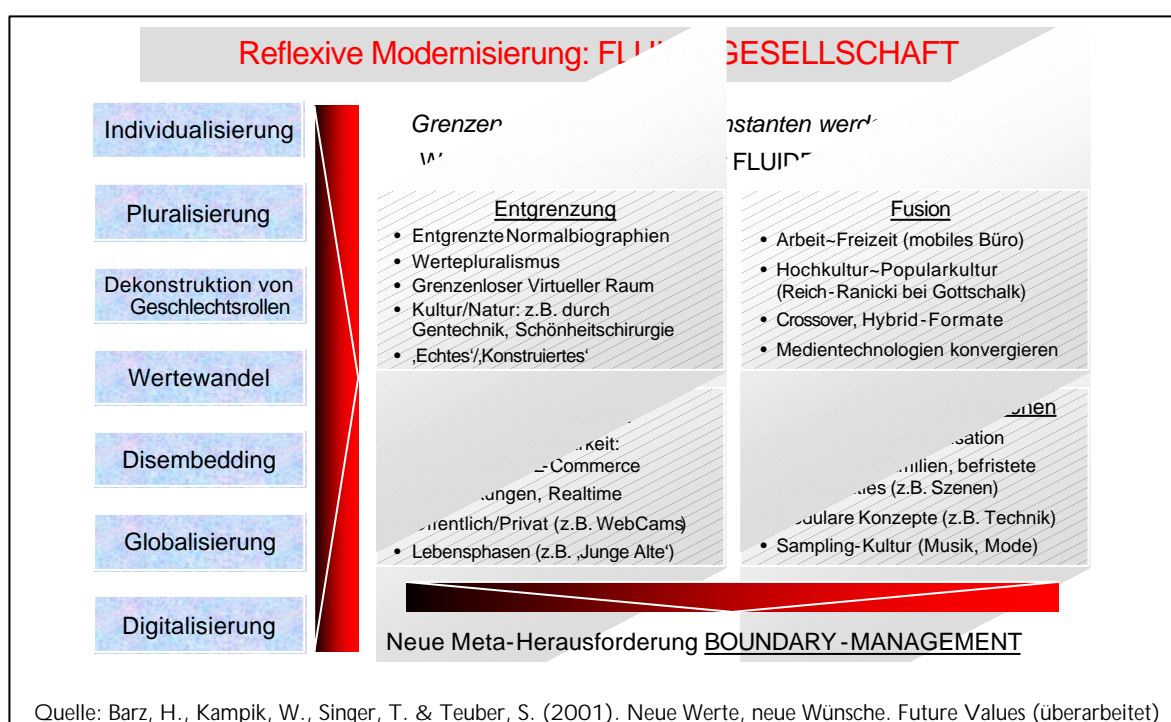 Reflexive Modernisierung: GESELLSCHAFT
Individualisierung
Pluralisierung
Dekonstruktion von
Geschlechtsrollen
Wertewandel
Disembedding
Globalisierung
Digitalisierung
Entgrenzung
• Entgrenzte Normalbiographien
• Wertepluralismus
• Grenzenloser Virtueller Raum
• Kultur/Natur: z.B. durch
Gentechnik, Schönheitschirurgie
• ‚Echtes'/‚Konstruiertes'
Fusion
• Arbeit~Freizeit (mobiles Büro)
• Hochkultur~Popularkultur
(Reich-Ranicki bei Gottschalk)
• Crossover, Hybrid-Formate
• Medientechnologien konvergieren
E-Commerce
Realtime
Öffentlich/Privat (z.B. WebCams)
• Lebensphasen (z.B. ‚Junge Alte')
befristete
(z.B. Szenen)
Modulare Konzepte (z.B. Technik)
• Sampling-Kultur (Musik, Mode)
Neue Meta-Herausforderung BOUNDARY-MANAGEMENT
Quelle: Barz, H., Kampik, W., Singer, T. & Teuber, S. (2001). Neue Werte, neue Wünsche. Future Values (überarbeitet)